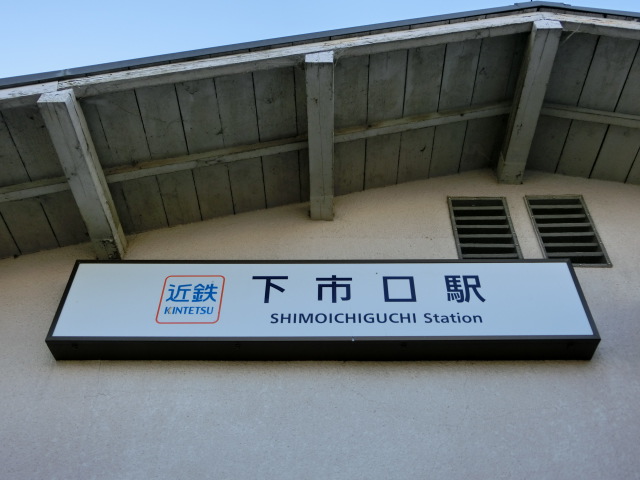 近鉄
KINTETSU
下市口駅
SHIMOICHIGUCHI Station